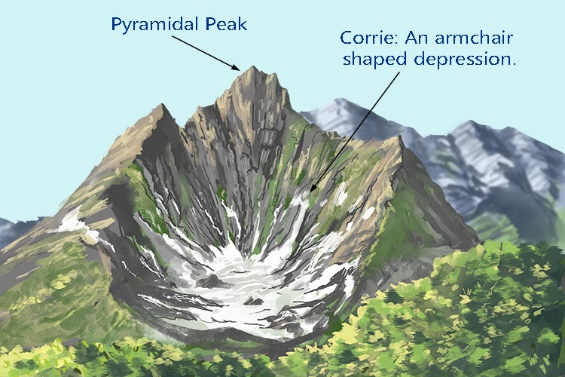 Pyramidal Peak
Corrie: An armchair
shaped depression.